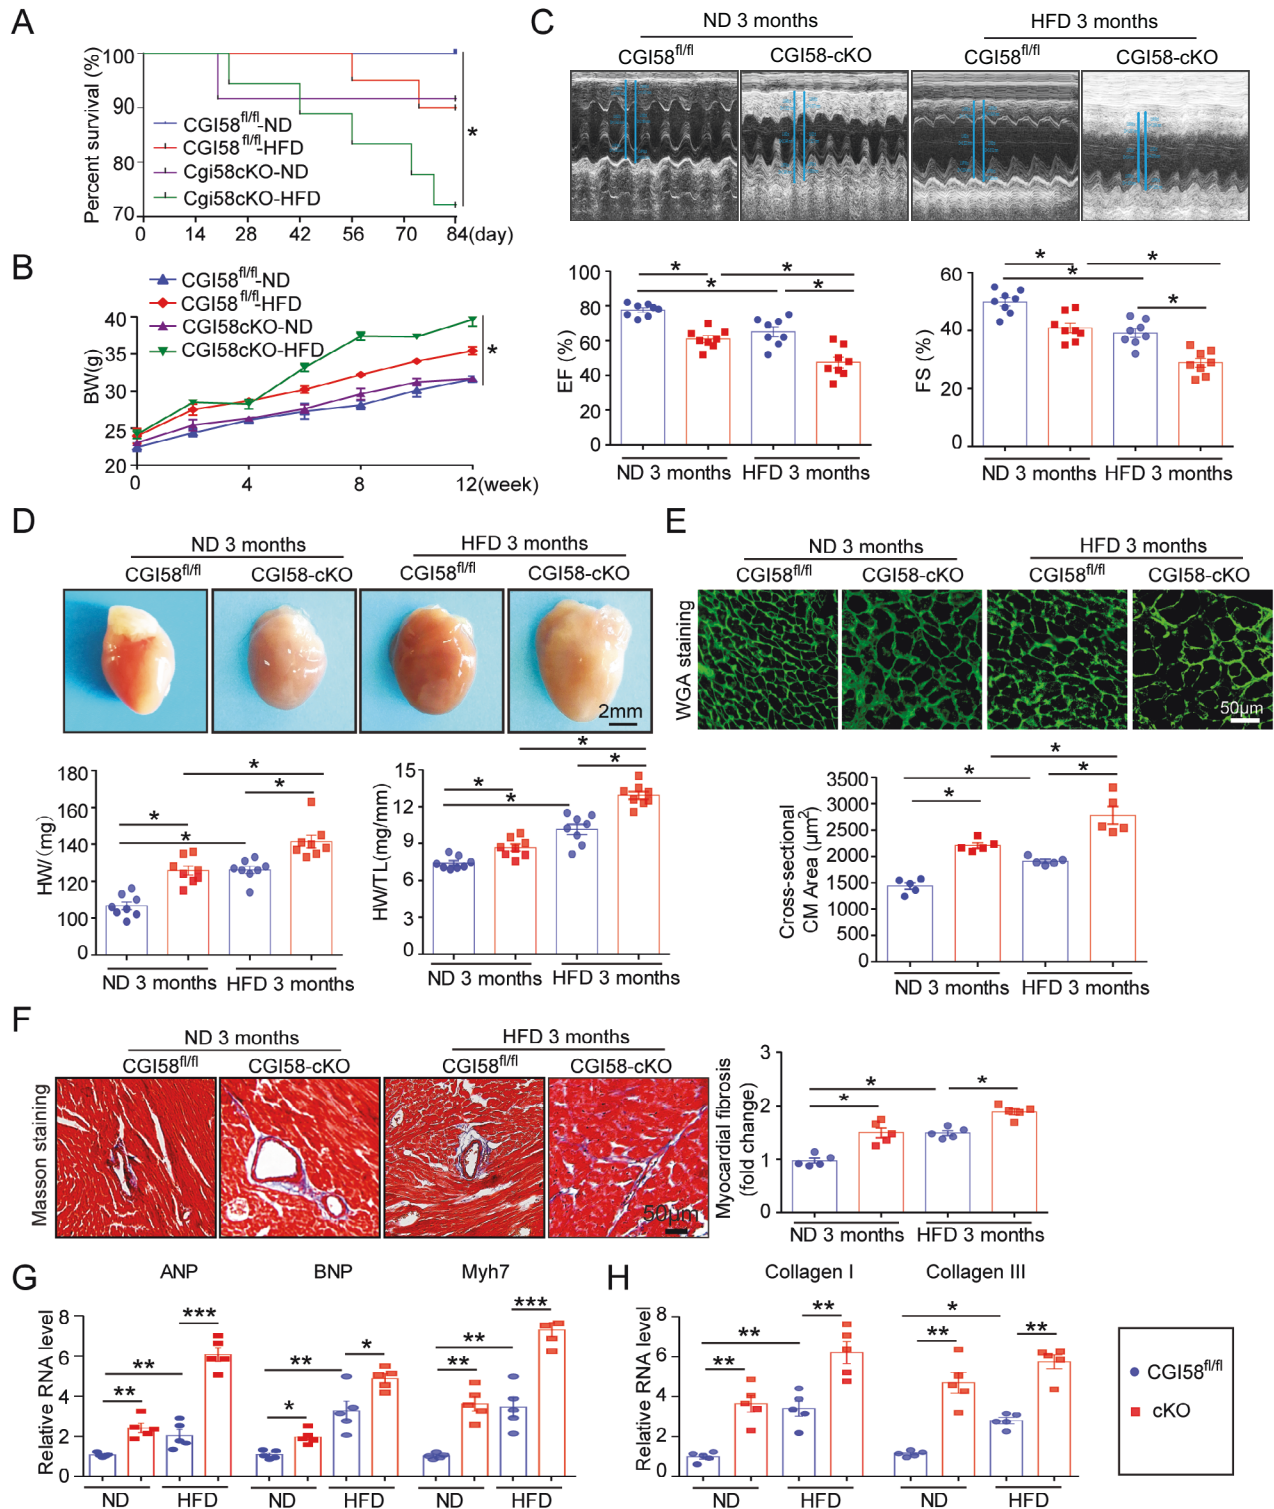 A
Percent survival (%)
100
90
80
70
0 14 28 42 56 70 84(day)
CGI58fl/fl-ND
CGI58fl/fl-HFD
Cgi58cKO-ND
Cgi58cKO-HFD
*
B
CGI58fl/fl-ND
CGI58fl/fl-HFD
CGI58cKO-ND
CGI58cKO-HFD
BW(g)
40
35
30
25
20
0 4 8 12(week)
*
C
ND 3 months HFD 3 months
CGI58fl/fl CGI58-cKO CGI58fl/fl CGI58-cKO
EF (%)
100
80
60
40
20
0
* * * *
ND 3 months HFD 3 months
FS (%)
60
40
20
0
* * * *
ND 3 months HFD 3 months
D
ND 3 months HFD 3 months
CGI58fl/fl CGI58-cKO CGI58fl/fl CGI58-cKO
2mm
HW/(mg)
180
160
140
120
100
0
* * * *
ND 3 months HFD 3 months
HW/TL(mg/mm)
15
12
9
6
3
0
* * * *
ND 3 months HFD 3 months
E
ND 3 months HFD 3 months
CGI58fl/fl CGI58-cKO CGI58fl/fl CGI58-cKO
WGA staining
50μm
Cross-sectional
CM Area (μm2)
3500
3000
2500
2000
1500
1000
500
0
* * * *
ND 3 months HFD 3 months
F
ND 3 months HFD 3 months
CGI58fl/fl CGI58-cKO CGI58fl/fl CGI58-cKO
Masson staining
50μm
Myocardial fibrosis
(fold change)
3
2
1
0
* * *
ND 3 months HFD 3 months
G
ANP BNP Myh7
Relative RNA level
8
6
4
2
0
** ** *** * ** * ** ** ***
ND HFD ND HFD ND HFD
H
Collagen I Collagen III
Relative RNA level
8
6
4
2
0
** ** ** ** * **
ND HFD ND HFD
CGI58fl/fl
cKO